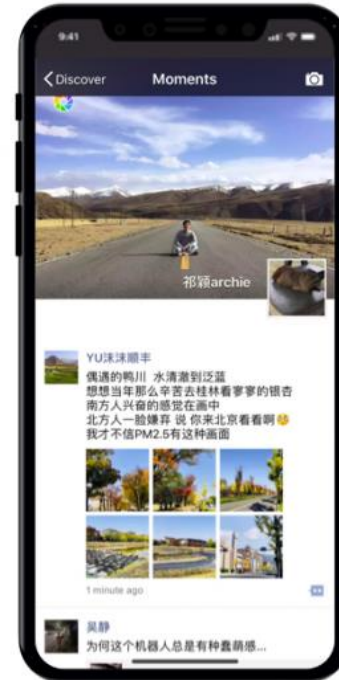 9:41
Discover
Moments
祁颖archie
YU沫沫顺丰
偶遇的鸭川 水清澈到泛蓝
想想当年那么辛苦去桂林看寥寥的银杏
南方人兴奋的感觉在画中
北方人一脸嫌弃 说 你来北京看看啊
我才不信PM2.5有这种画面
1 minute ago
吴静
为何这个机器人总是有种蠢萌感...